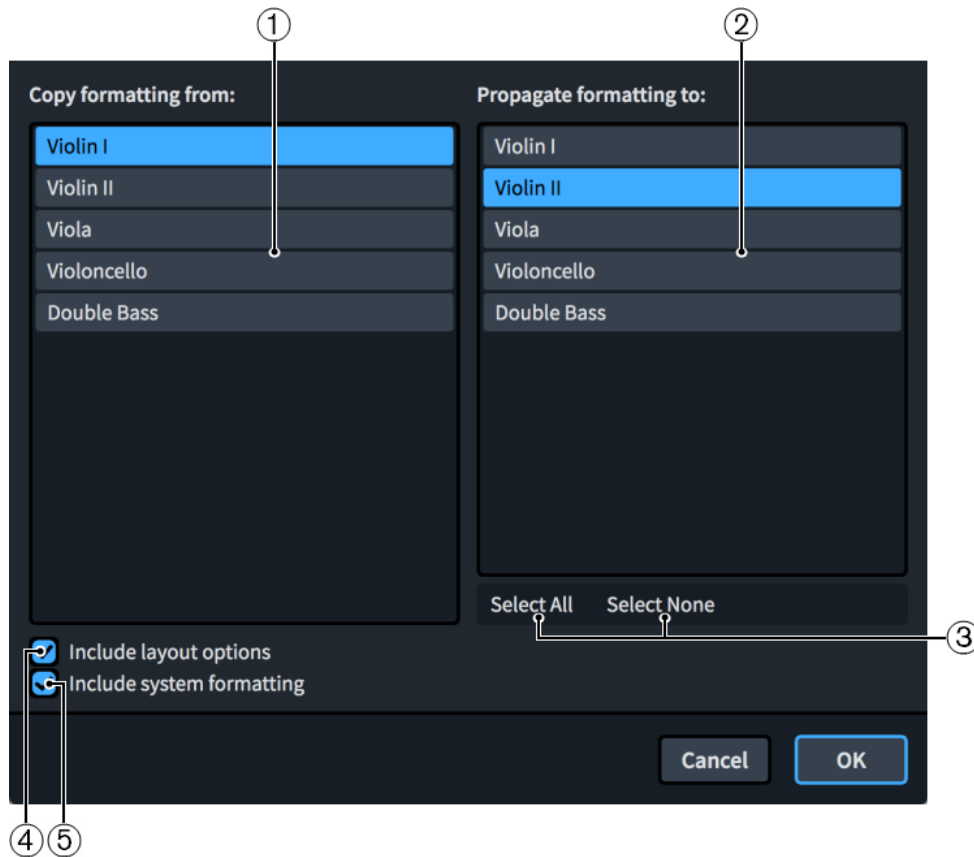 ① ②
Copy formatting from:
Violin I
Violin II
Viola
Violoncello
Double Bass
Propagate formatting to:
Violin I
Violin II
Viola
Violoncello
Double Bass
Select All Select None
③
Include layout options
Include system formatting
Cancel OK
④ ⑤